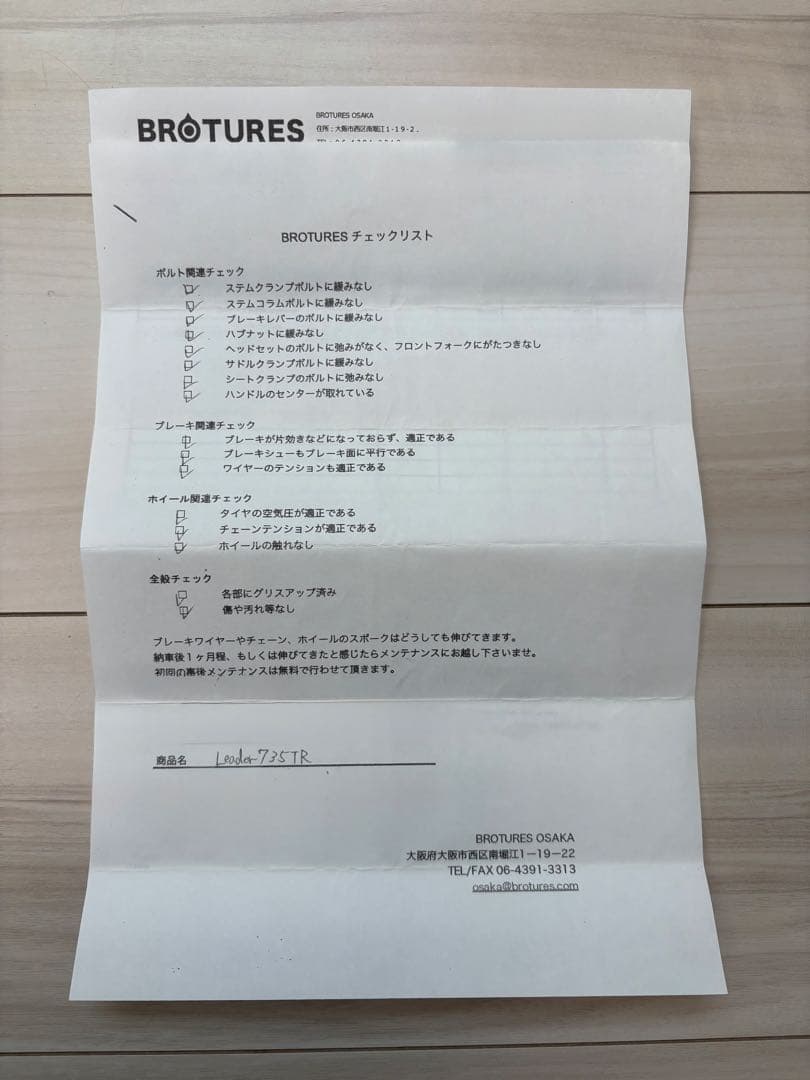 BROTURES
BROTURES OSAKA
住所：大阪市西区南堀江1-19-2.
BROTURES チェックリスト
ボルト関連チェック
ステムクランプボルトに緩みなし
ステムコラムボルトに緩みなし
ブレーキレバーのボルトに緩みなし
ハブナットに緩みなし
ヘッドセットのボルトに弛みがなく、フロントフォークにがたつきなし
サドルクランプボルトに緩みなし
シートクランプのボルトに弛みなし
ハンドルのセンターが取れている
ブレーキ関連チェック
ブレーキが片効きなどになっておらず、適正である
ブレーキシューもブレーキ面に平行である
ワイヤーのテンションも適正である
ホイール関連チェック
タイヤの空気圧が適正である
チェーンテンションが適正である
ホイールの触れなし
全般チェック
各部にグリスアップ済み
傷や汚れ等なし
ブレーキワイヤーやチェーン、ホイールのスポークはどうしても伸びてきます。
納車後1ヶ月程、もしくは伸びてきたと感じたらメンテナンスにお越し下さいませ。
初回の事後メンテナンスは無料で行わせて頂きます。
商品名 Leader735TR
BROTURES OSAKA
大阪府大阪市西区南堀江1－19－22
TEL/FAX 06-4391-3313
osaka@brotures.com